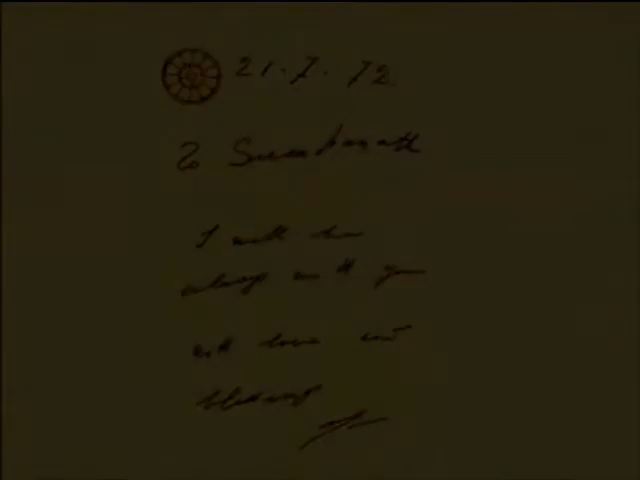 21.7.72
To
I will be
always with you
with love and
blessings